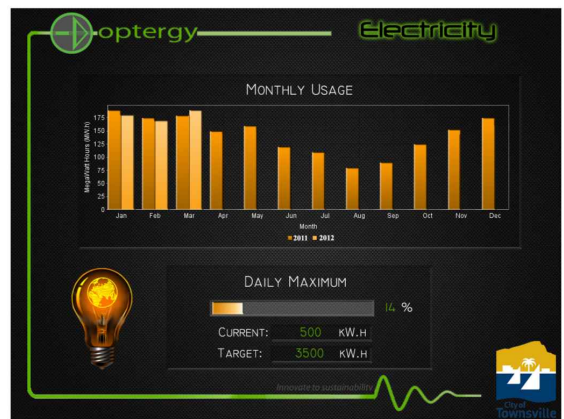 optergy
Electricity
MONTHLY USAGE
MegaWatt Hours (MW.h)
175
150
125
100
75
50
25
0
Jan Feb Mar Apr May Jun Jul Aug Sep Oct Nov Dec
Month
2011 2012
DAILY MAXIMUM
14 %
CURRENT: 500 KW.H
TARGET: 3500 KW.H
Innovate to sustainability
City of
Townsville